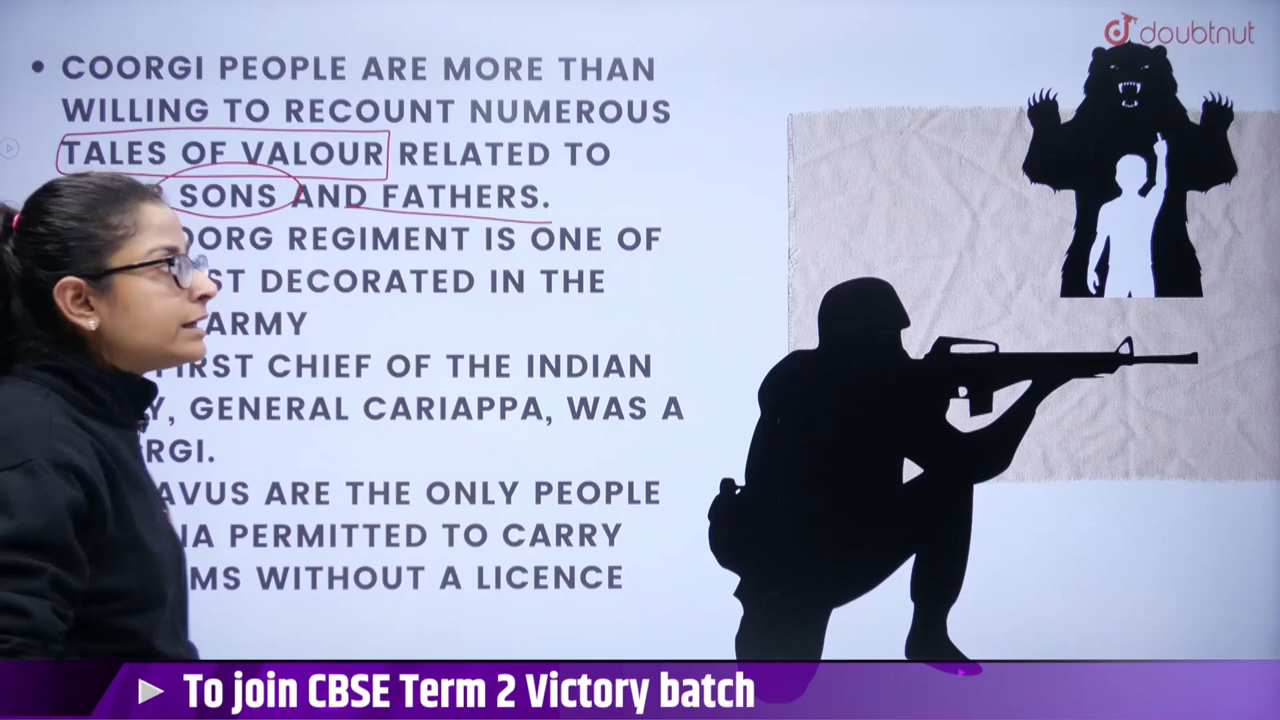 doubtnut
• COORGI PEOPLE ARE MORE THAN
WILLING TO RECOUNT NUMEROUS
TALES OF VALOUR RELATED TO
SONS AND FATHERS.
OORG REGIMENT IS ONE OF
ST DECORATED IN THE
ARMY
FIRST CHIEF OF THE INDIAN
Y, GENERAL CARIAPPA, WAS A
RGI.
AVUS ARE THE ONLY PEOPLE
IA PERMITTED TO CARRY
MS WITHOUT A LICENCE
To join CBSE Term 2 Victory batch